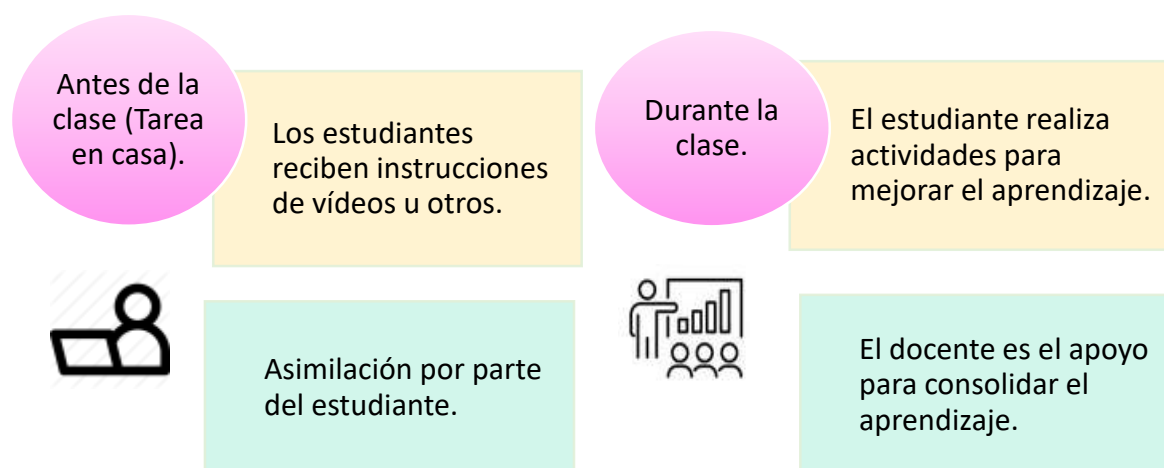 Antes de la
clase (Tarea
en casa).
Los estudiantes
reciben instrucciones
de vídeos u otros.
Asimilación por parte
del estudiante.
Durante la
clase.
El estudiante realiza
actividades para
mejorar el aprendizaje.
El docente es el apoyo
para consolidar el
aprendizaje.